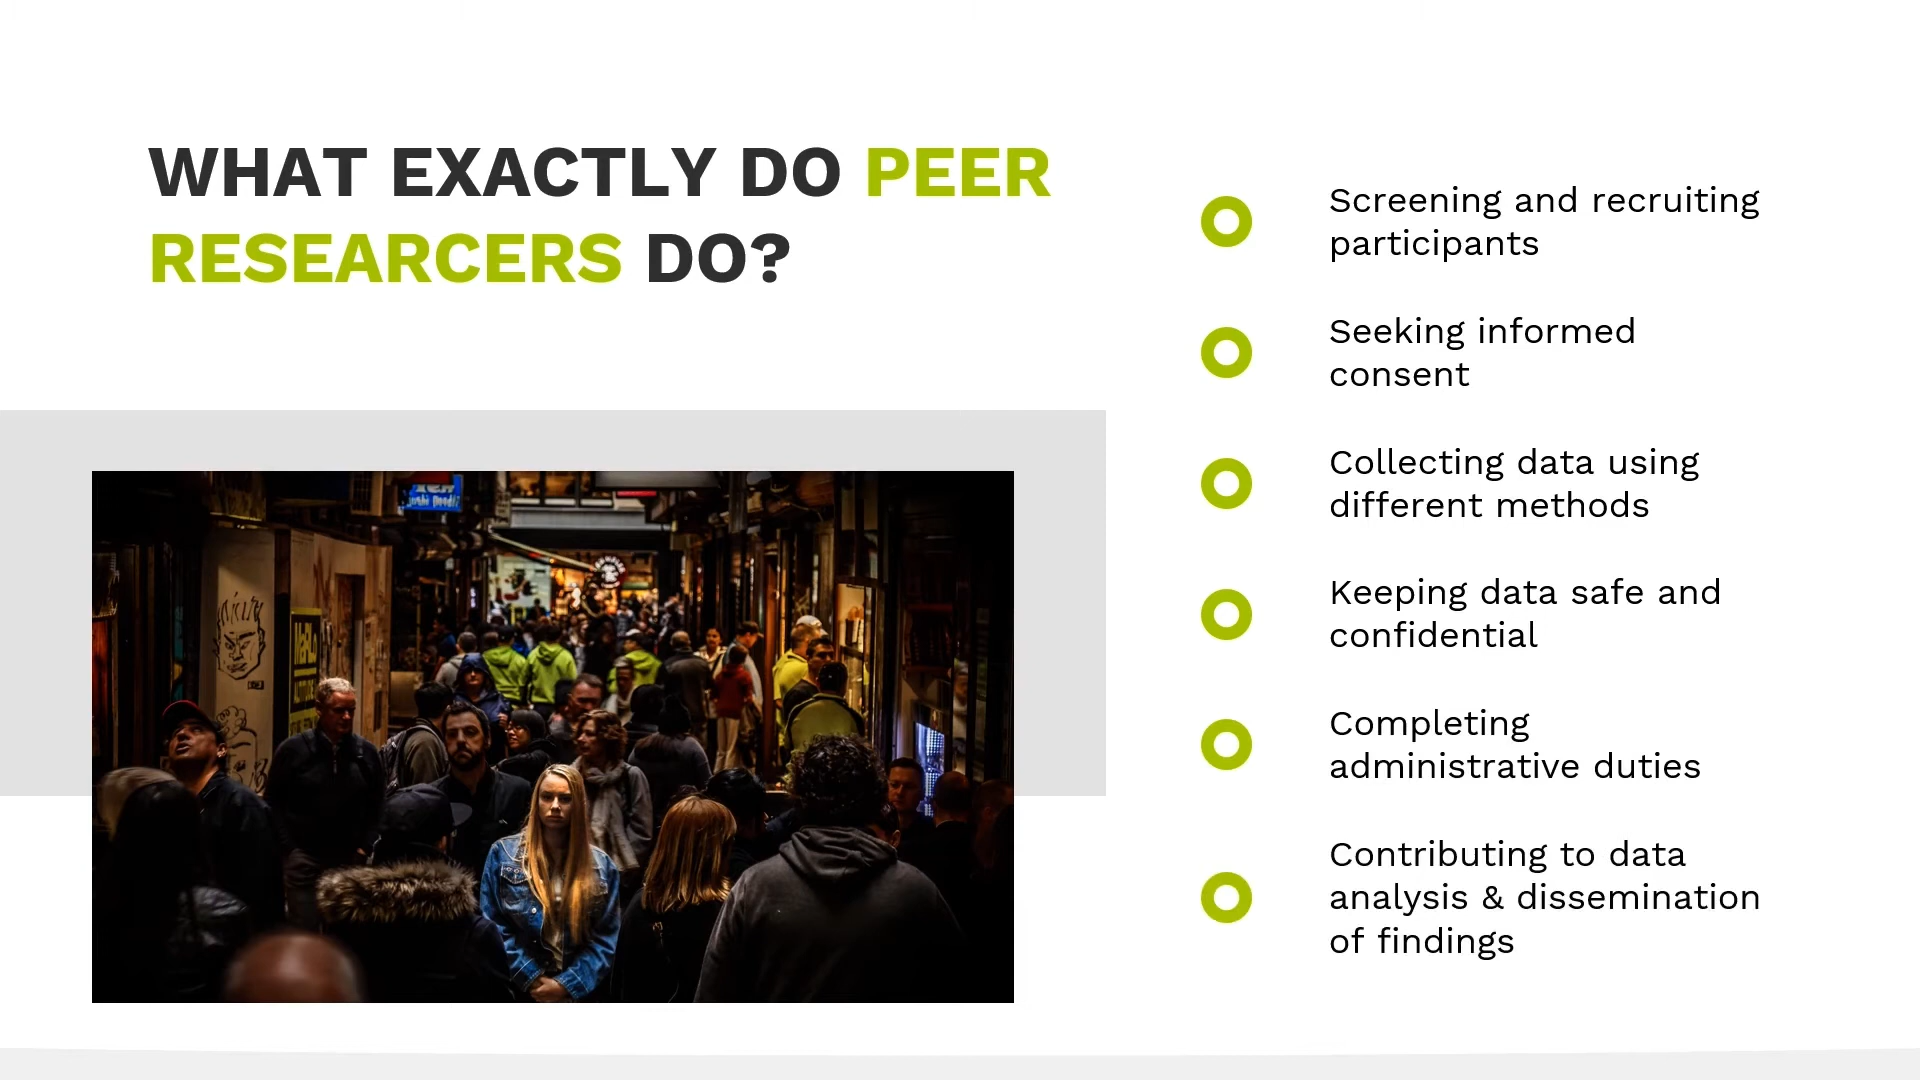 WHAT EXACTLY DO PEER
RESEARCERS DO?
Screening and recruiting
participants
Seeking informed
consent
Collecting data using
different methods
Keeping data safe and
confidential
Completing
administrative duties
Contributing to data
analysis & dissemination
of findings